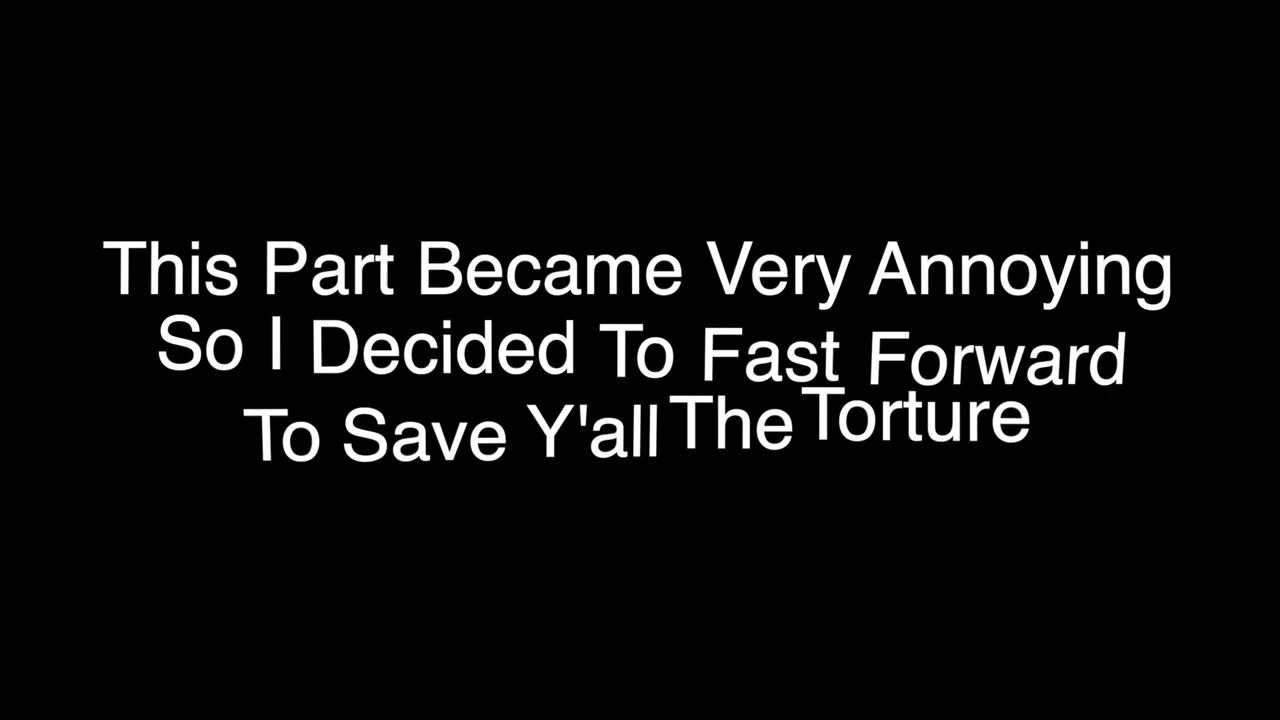 This Part Became Very Annoying
So I Decided To Fast Forward
To Save Y'all The Torture